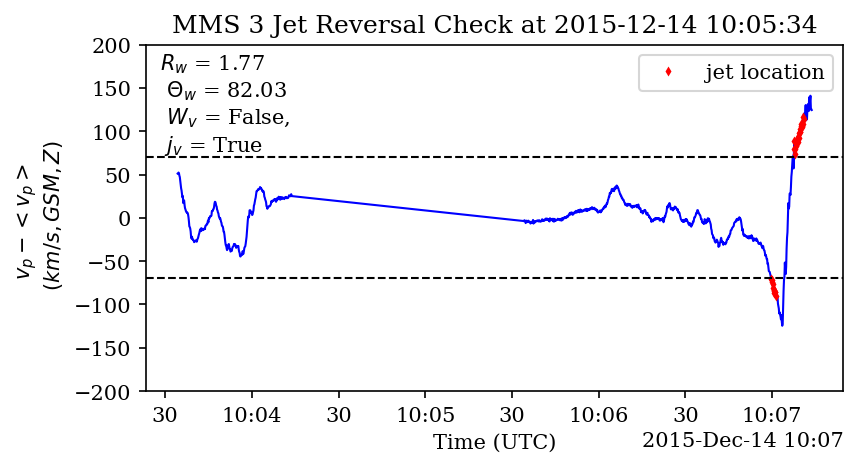 MMS 3 Jet Reversal Check at 2015-12-14 10:05:34
200
150
100
50
0
−50
−100
−150
−200
v_p − < v_p >
(km/s, GSM, Z)
R_w = 1.77
Θ_w = 82.03
W_v = False,
j_v = True
jet location
30 10:04 30 10:05 30 10:06 30 10:07
Time (UTC)
2015-Dec-14 10:07